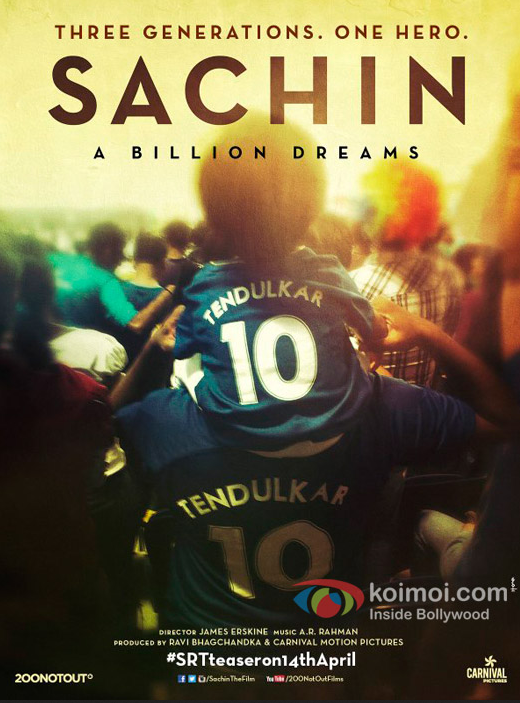 THREE GENERATIONS. ONE HERO.
SACHIN
A BILLION DREAMS
TENDULKAR
10
TENDULKAR
10
koimoi.com
Inside Bollywood
DIRECTOR JAMES ERSKINE MUSIC A.R. RAHMAN
PRODUCED BY RAVI BHAGCHANDKA & CARNIVAL MOTION PICTURES
#SRTteaseron14thApril
/SachinTheFilm YouTube /200NotOutFilms
200NOTOUT°
CARNIVAL
PICTURES